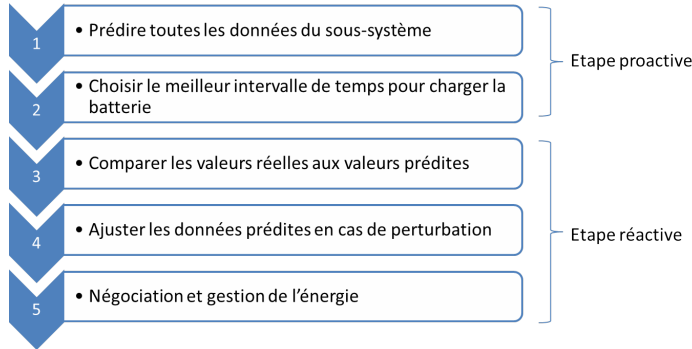 1
• Prédire toutes les données du sous-système
2
• Choisir le meilleur intervalle de temps pour charger la
batterie
Etape proactive
3
• Comparer les valeurs réelles aux valeurs prédites
4
• Ajuster les données prédites en cas de perturbation
5
• Négociation et gestion de l’énergie
Etape réactive